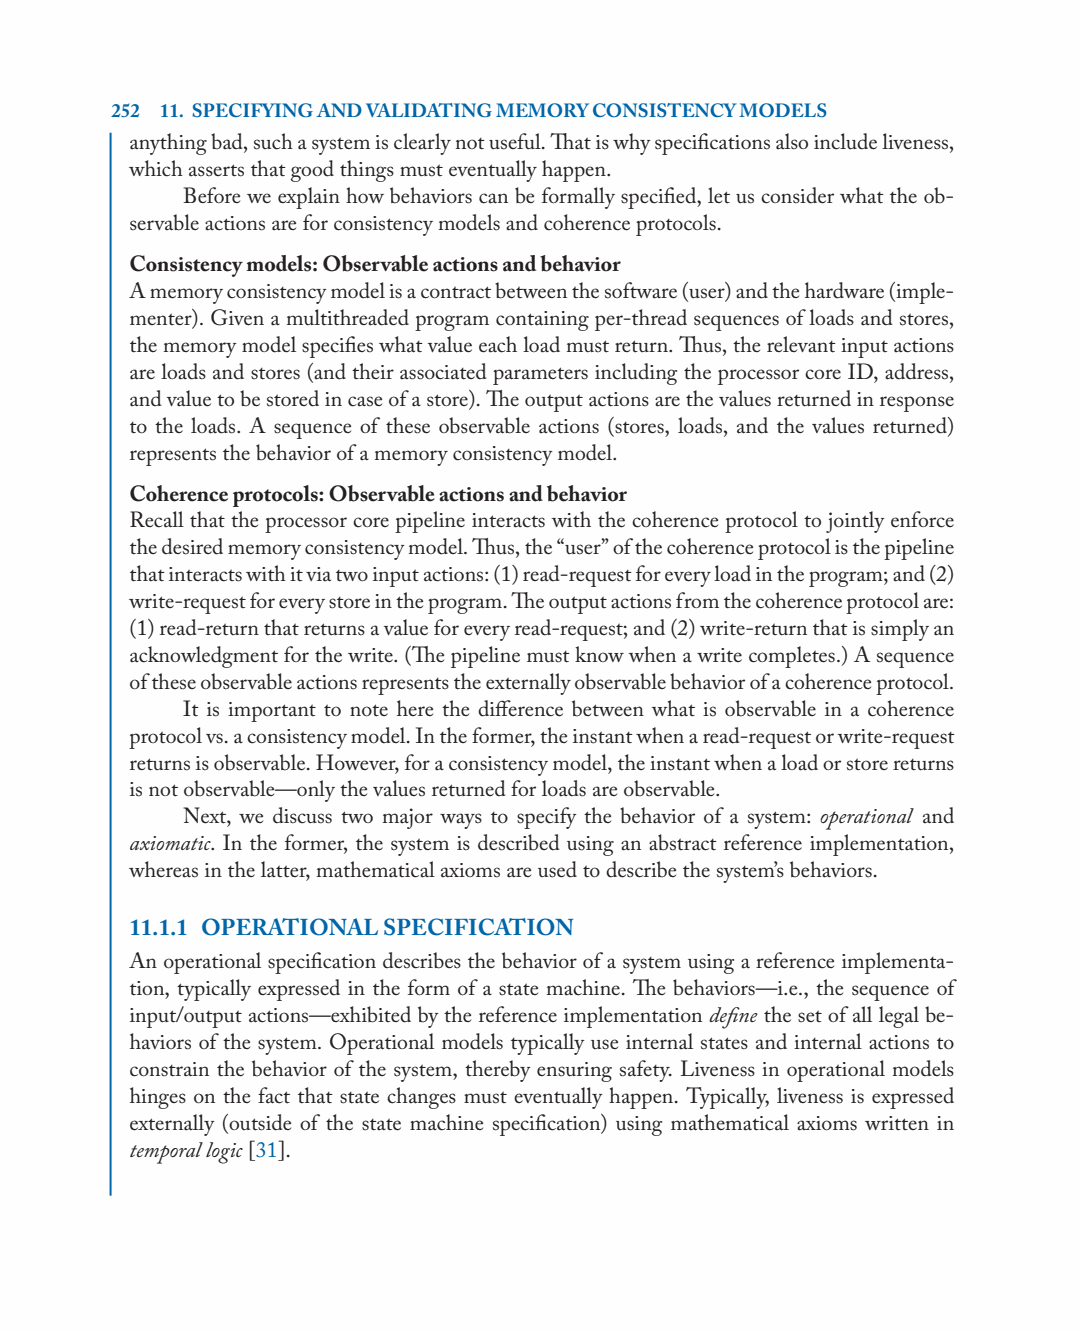 252 11. SPECIFYING AND VALIDATING MEMORY CONSISTENCY MODELS
anything bad, such a system is clearly not useful. That is why specifications also include liveness,
which asserts that good things must eventually happen.
Before we explain how behaviors can be formally specified, let us consider what the ob-
servable actions are for consistency models and coherence protocols.
Consistency models: Observable actions and behavior
A memory consistency model is a contract between the software (user) and the hardware (imple-
menter). Given a multithreaded program containing per-thread sequences of loads and stores,
the memory model specifies what value each load must return. Thus, the relevant input actions
are loads and stores (and their associated parameters including the processor core ID, address,
and value to be stored in case of a store). The output actions are the values returned in response
to the loads. A sequence of these observable actions (stores, loads, and the values returned)
represents the behavior of a memory consistency model.
Coherence protocols: Observable actions and behavior
Recall that the processor core pipeline interacts with the coherence protocol to jointly enforce
the desired memory consistency model. Thus, the “user” of the coherence protocol is the pipeline
that interacts with it via two input actions: (1) read-request for every load in the program; and (2)
write-request for every store in the program. The output actions from the coherence protocol are:
(1) read-return that returns a value for every read-request; and (2) write-return that is simply an
acknowledgment for the write. (The pipeline must know when a write completes.) A sequence
of these observable actions represents the externally observable behavior of a coherence protocol.
It is important to note here the difference between what is observable in a coherence
protocol vs. a consistency model. In the former, the instant when a read-request or write-request
returns is observable. However, for a consistency model, the instant when a load or store returns
is not observable—only the values returned for loads are observable.
Next, we discuss two major ways to specify the behavior of a system: operational and
axiomatic. In the former, the system is described using an abstract reference implementation,
whereas in the latter, mathematical axioms are used to describe the system’s behaviors.
11.1.1 OPERATIONAL SPECIFICATION
An operational specification describes the behavior of a system using a reference implementa-
tion, typically expressed in the form of a state machine. The behaviors—i.e., the sequence of
input/output actions—exhibited by the reference implementation define the set of all legal be-
haviors of the system. Operational models typically use internal states and internal actions to
constrain the behavior of the system, thereby ensuring safety. Liveness in operational models
hinges on the fact that state changes must eventually happen. Typically, liveness is expressed
externally (outside of the state machine specification) using mathematical axioms written in
temporal logic [31].